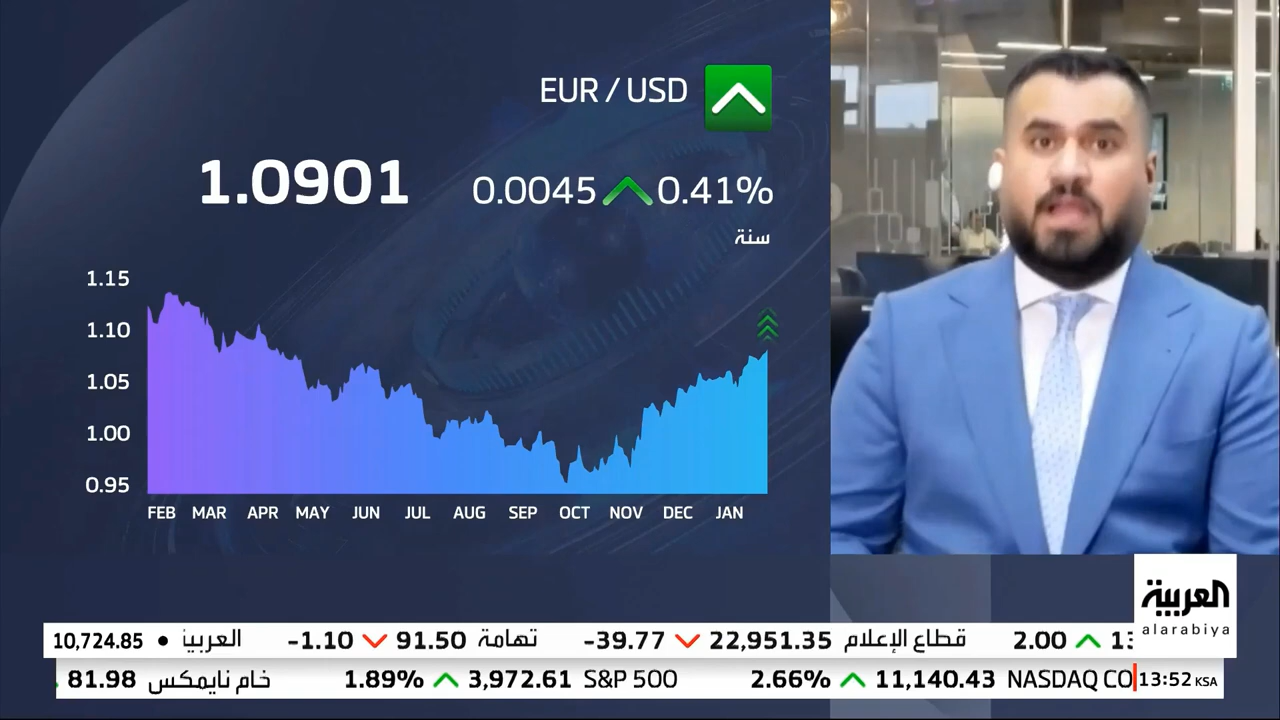 EUR / USD
1.0901
0.0045 0.41%
سنة
1.15
1.10
1.05
1.00
0.95
FEB MAR APR MAY JUN JUL AUG SEP OCT NOV DEC JAN
العربية
alarabiya
10,724.85 • العربية -1.10 91.50 تهامة -39.77 22,951.35 قطاع الإعلام 2.00 13
81.98 خام نايمكس 1.89% 3,972.61 S&P 500 2.66% 11,140.43 NASDAQ CO 13:52 KSA